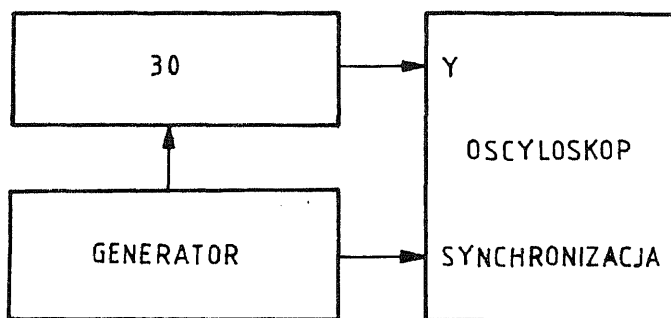 30
Y
OSCYLOSKOP
GENERATOR
SYNCHRONIZACJA